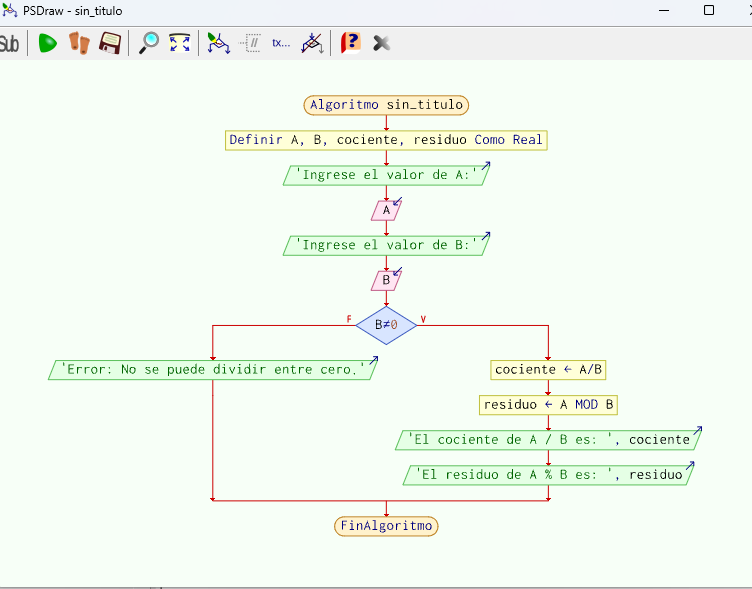 PSDraw - sin_titulo
Sub
tx...
Algoritmo sin_titulo
Definir A, B, cociente, residuo Como Real
'Ingrese el valor de A:'
A
'Ingrese el valor de B:'
B
F
B≠0
V
'Error: No se puede dividir entre cero.'
cociente ← A/B
residuo ← A MOD B
'El cociente de A / B es: ', cociente
'El residuo de A % B es: ', residuo
FinAlgoritmo